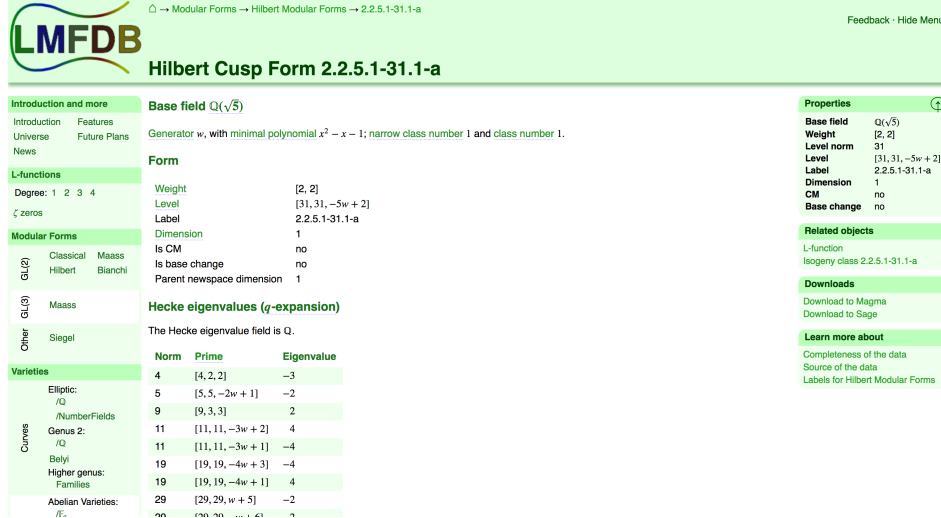 LMFDB
⌂ → Modular Forms → Hilbert Modular Forms → 2.2.5.1-31.1-a
Feedback · Hide Menu
Hilbert Cusp Form 2.2.5.1-31.1-a
Introduction and more
Introduction Features
Universe Future Plans
News
L-functions
Degree: 1 2 3 4
ζ zeros
Modular Forms
GL(2)
Classical Maass
Hilbert Bianchi
GL(3)
Maass
Other
Siegel
Varieties
Curves
Elliptic:
/Q
/NumberFields
Genus 2:
/Q
Belyi
Higher genus:
Families
Abelian Varieties:
Base field ℚ(√5)
Generator w, with minimal polynomial x² − x − 1; narrow class number 1 and class number 1.
Form
Weight [2, 2]
Level [31, 31, −5w + 2]
Label 2.2.5.1-31.1-a
Dimension 1
Is CM no
Is base change no
Parent newspace dimension 1
Hecke eigenvalues (q-expansion)
The Hecke eigenvalue field is ℚ.
Norm Prime Eigenvalue
4 [4, 2, 2] −3
5 [5, 5, −2w + 1] −2
9 [9, 3, 3] 2
11 [11, 11, −3w + 2] 4
11 [11, 11, −3w + 1] −4
19 [19, 19, −4w + 3] −4
19 [19, 19, −4w + 1] 4
29 [29, 29, w + 5] −2
Properties
Base field ℚ(√5)
Weight [2, 2]
Level norm 31
Level [31, 31, −5w + 2]
Label 2.2.5.1-31.1-a
Dimension 1
CM no
Base change no
Related objects
L-function
Isogeny class 2.2.5.1-31.1-a
Downloads
Download to Magma
Download to Sage
Learn more about
Completeness of the data
Source of the data
Labels for Hilbert Modular Forms